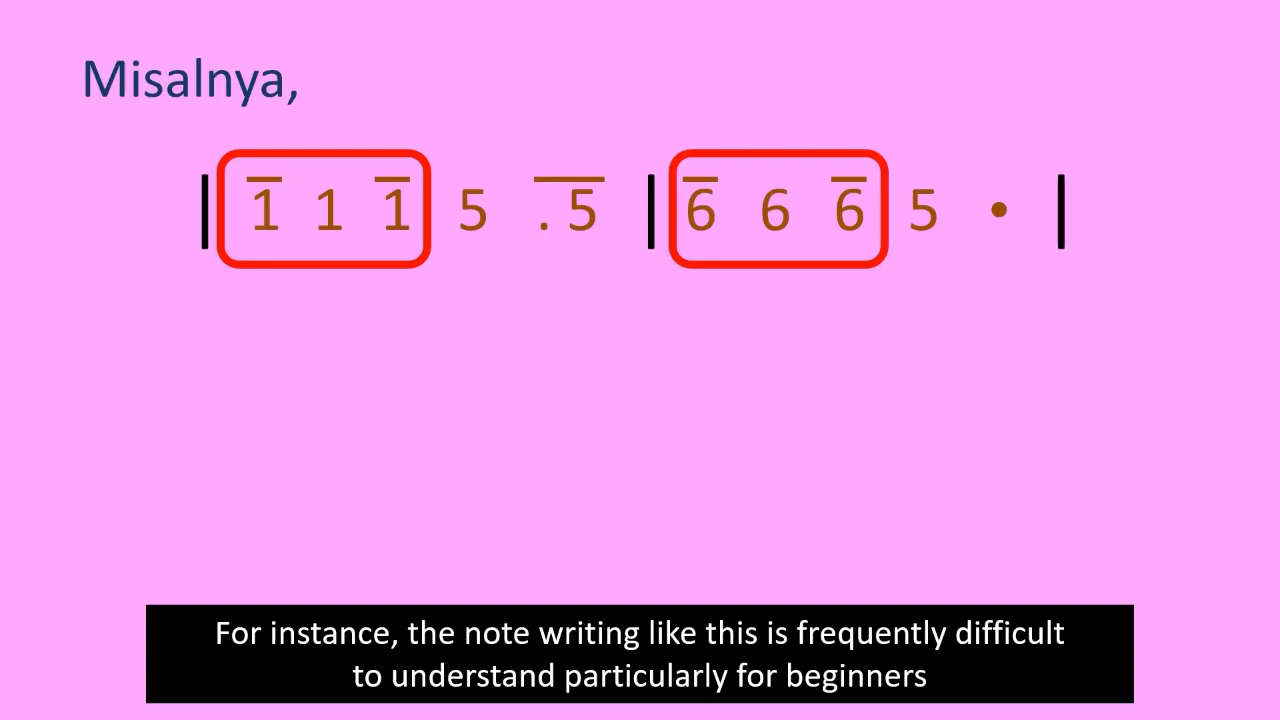 Misalnya,
| 1̅ 1 1̅ 5 .̅ ̅5̅ | 6̅ 6 6̅ 5 • |
For instance, the note writing like this is frequently difficult
to understand particularly for beginners